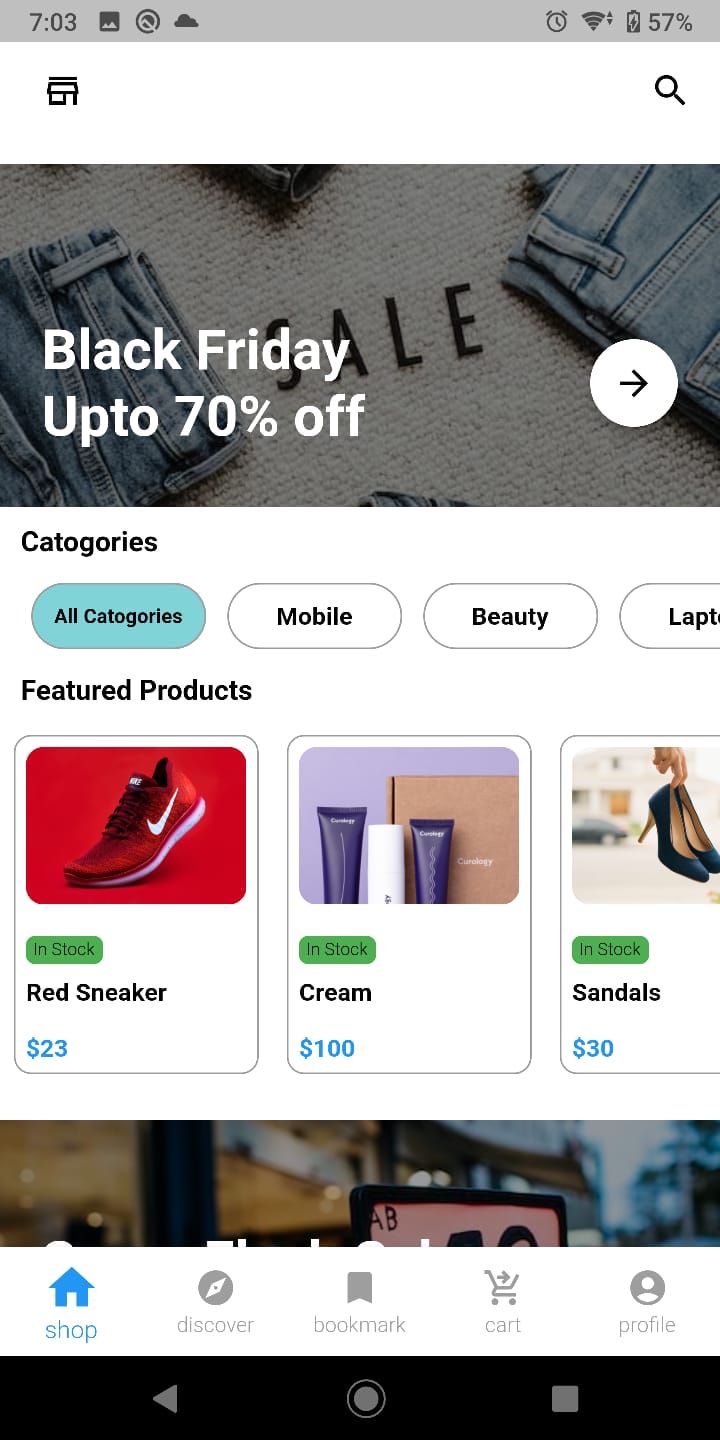 7:03
57%
SALE
Black Friday
Upto 70% off
Catogories
All Catogories
Mobile
Beauty
Featured Products
NIKE
Curology
Curology
Curology
In Stock
In Stock
In Stock
Red Sneaker
Cream
Sandals
$23
$100
$30
AB
shop
discover
bookmark
cart
profile